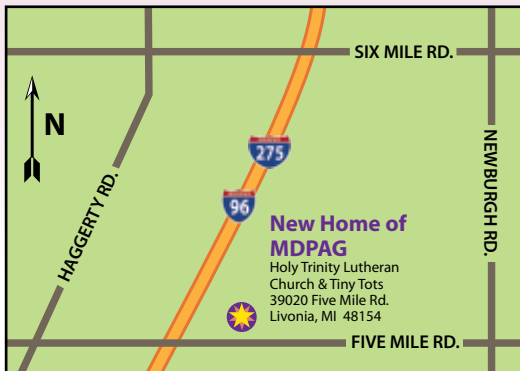 SIX MILE RD.
N
275
NEWBURGH RD.
HAGGERTY RD.
96
New Home of
MDPAG
Holy Trinity Lutheran
Church & Tiny Tots
39020 Five Mile Rd.
Livonia, MI 48154
FIVE MILE RD.